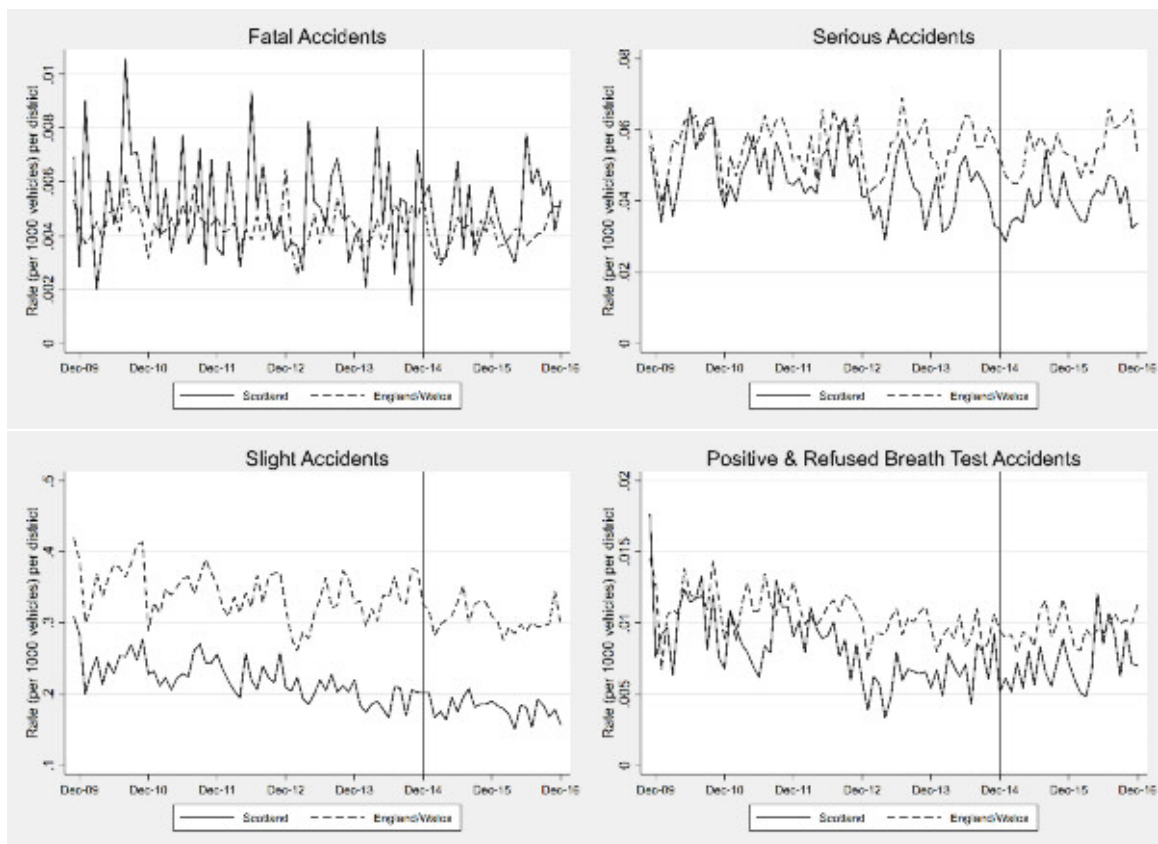 Fatal Accidents
Rate (per 1000 vehicles) per district
.01
.008
.006
.004
.002
0
Dec-09 Dec-10 Dec-11 Dec-12 Dec-13 Dec-14 Dec-15 Dec-16
Scotland England/Wales
Serious Accidents
Rate (per 1000 vehicles) per district
.08
.06
.04
.02
0
Dec-09 Dec-10 Dec-11 Dec-12 Dec-13 Dec-14 Dec-15 Dec-16
Scotland England/Wales
Slight Accidents
Rate (per 1000 vehicles) per district
.5
.4
.3
.2
.1
Dec-09 Dec-10 Dec-11 Dec-12 Dec-13 Dec-14 Dec-15 Dec-16
Scotland England/Wales
Positive & Refused Breath Test Accidents
Rate (per 1000 vehicles) per district
.02
.015
.01
.005
0
Dec-09 Dec-10 Dec-11 Dec-12 Dec-13 Dec-14 Dec-15 Dec-16
Scotland England/Wales